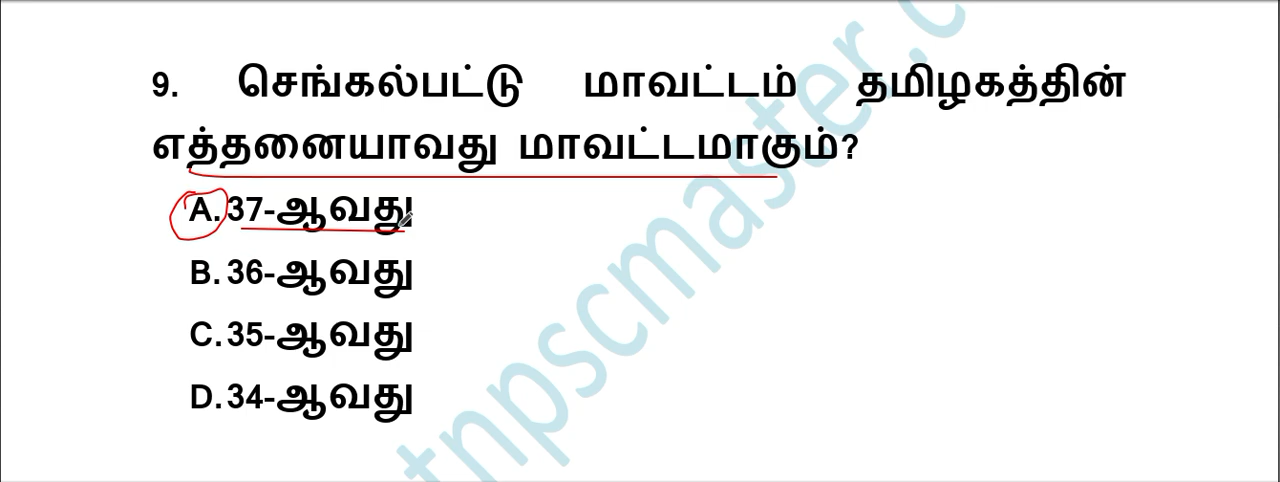 9. செங்கல்பட்டு மாவட்டம் தமிழகத்தின்
எத்தனையாவது மாவட்டமாகும்?
A. 37-ஆவது
B. 36-ஆவது
C. 35-ஆவது
D. 34-ஆவது
tnpscmaster.c